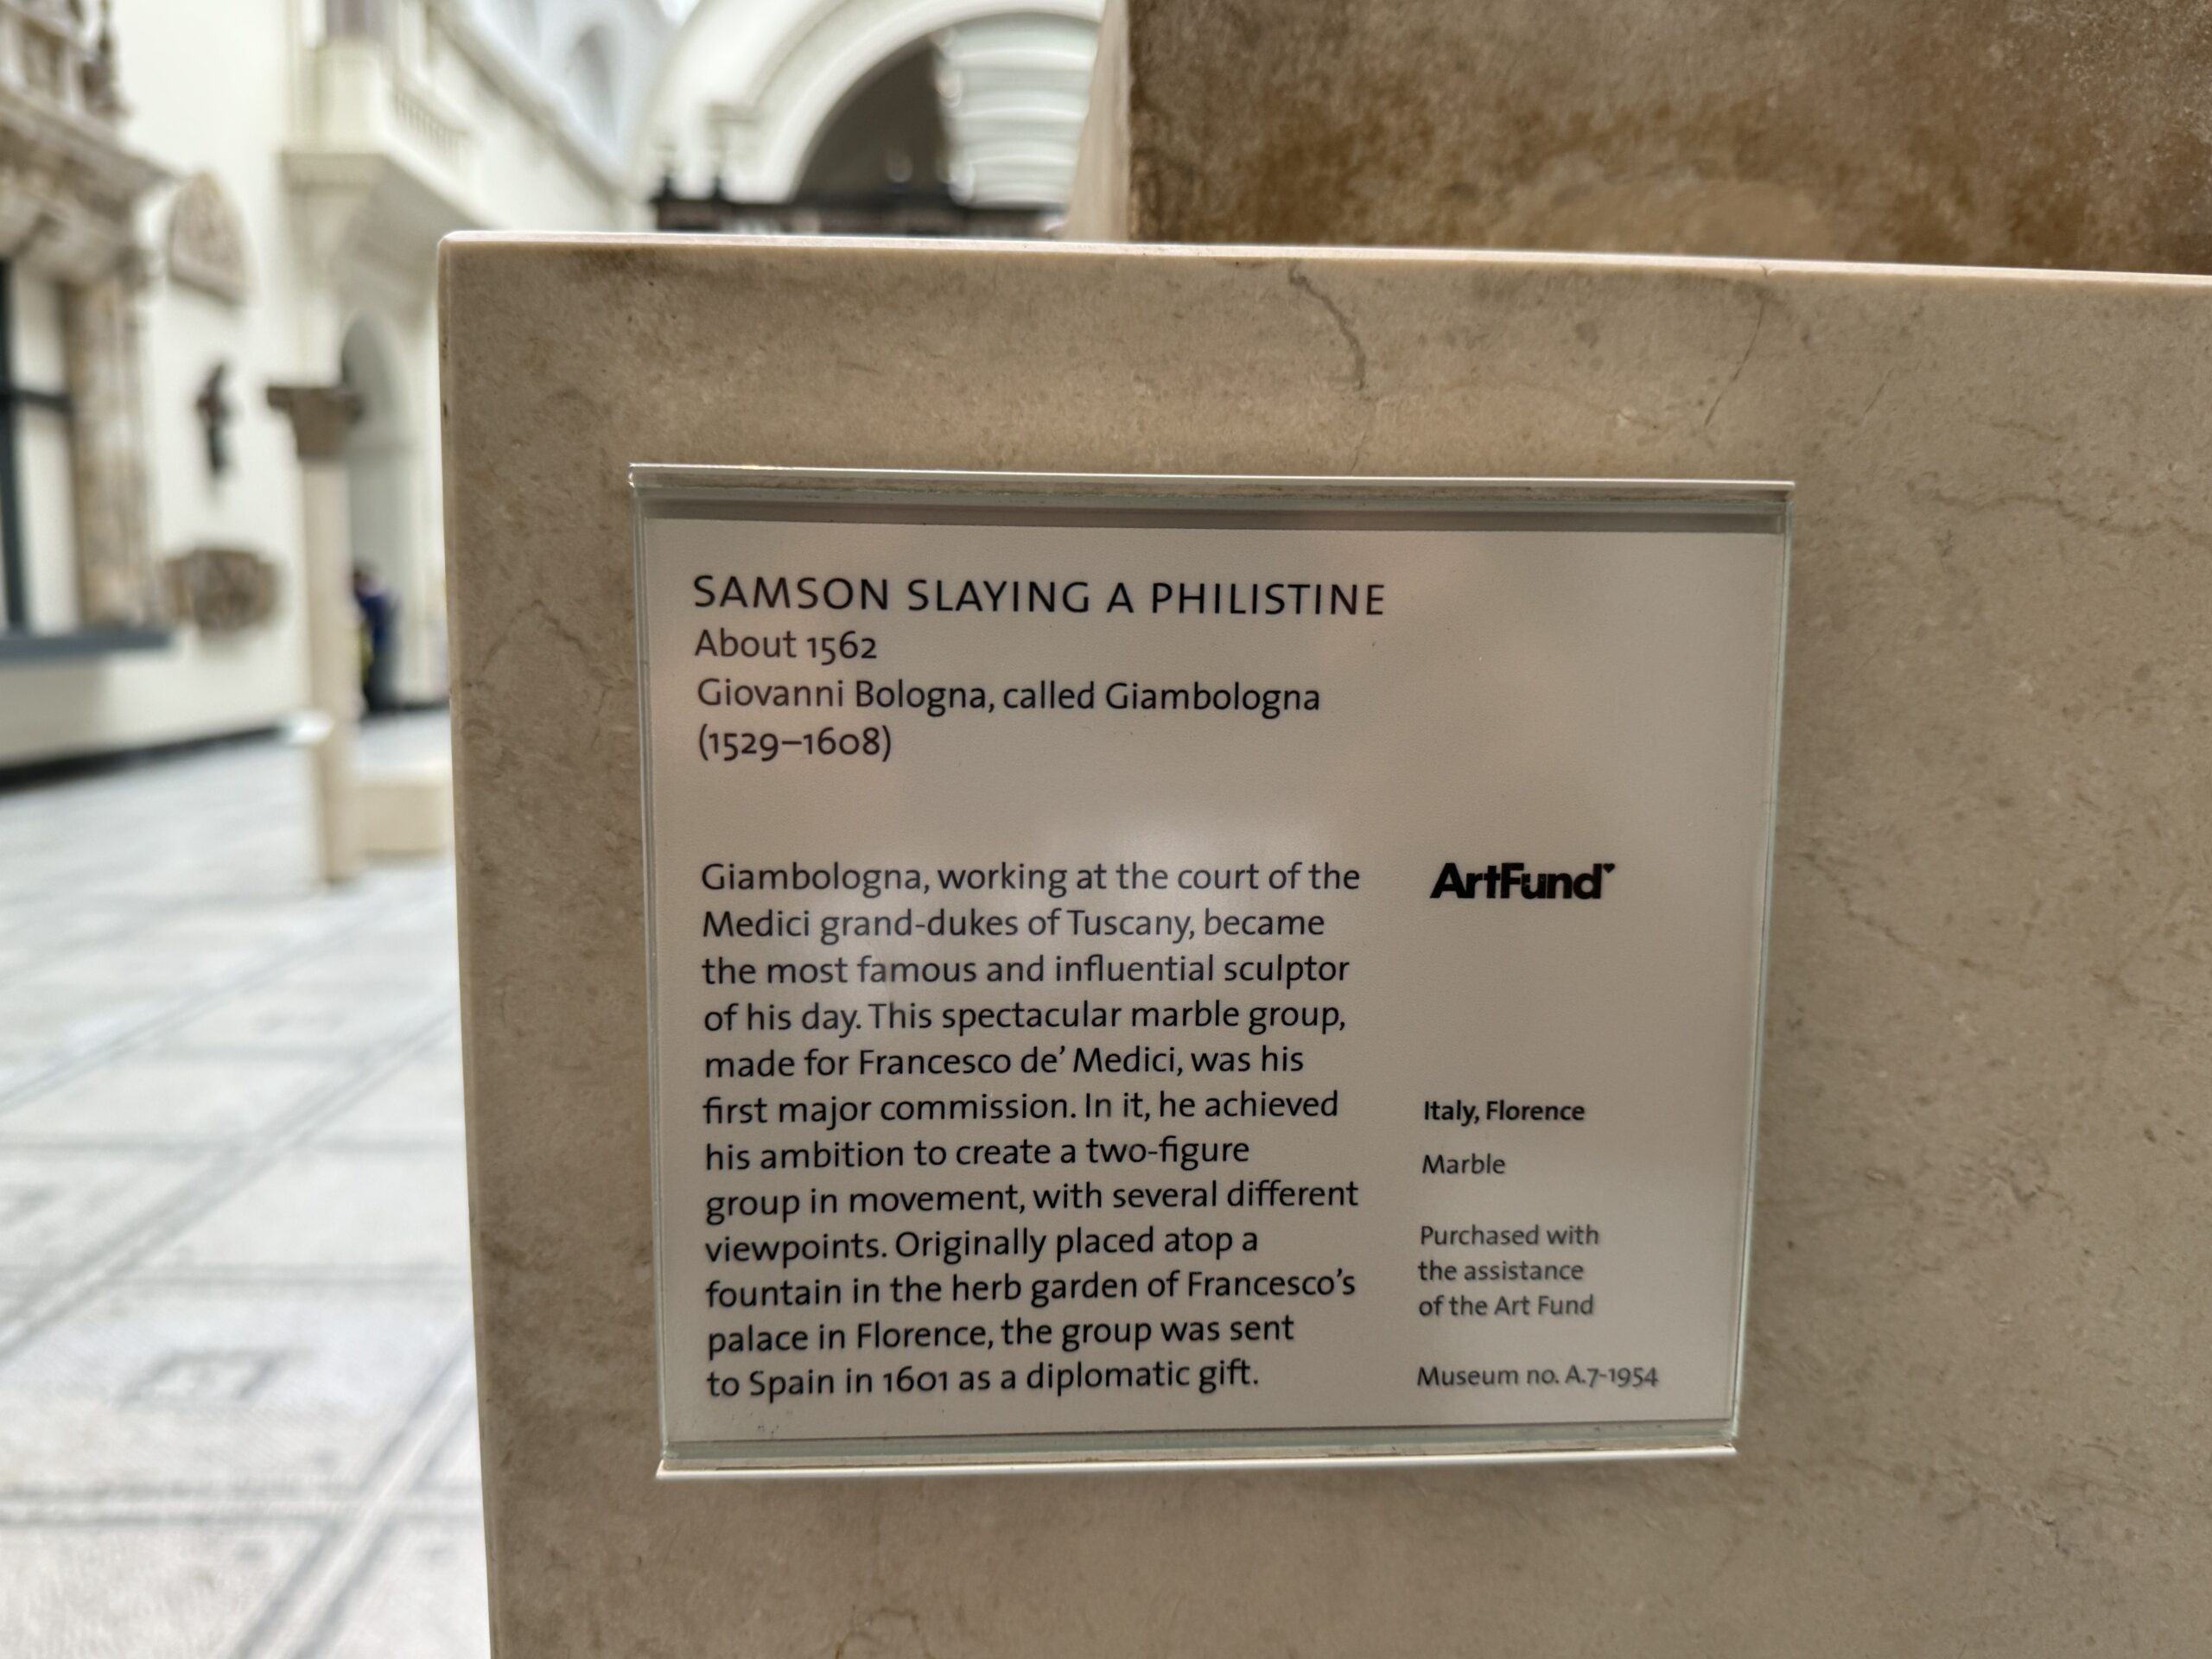 SAMSON SLAYING A PHILISTINE
About 1562
Giovanni Bologna, called Giambologna
(1529–1608)
Giambologna, working at the court of the
Medici grand-dukes of Tuscany, became
the most famous and influential sculptor
of his day. This spectacular marble group,
made for Francesco de’ Medici, was his
first major commission. In it, he achieved
his ambition to create a two-figure
group in movement, with several different
viewpoints. Originally placed atop a
fountain in the herb garden of Francesco’s
palace in Florence, the group was sent
to Spain in 1601 as a diplomatic gift.
ArtFund
Italy, Florence
Marble
Purchased with
the assistance
of the Art Fund
Museum no. A.7-1954